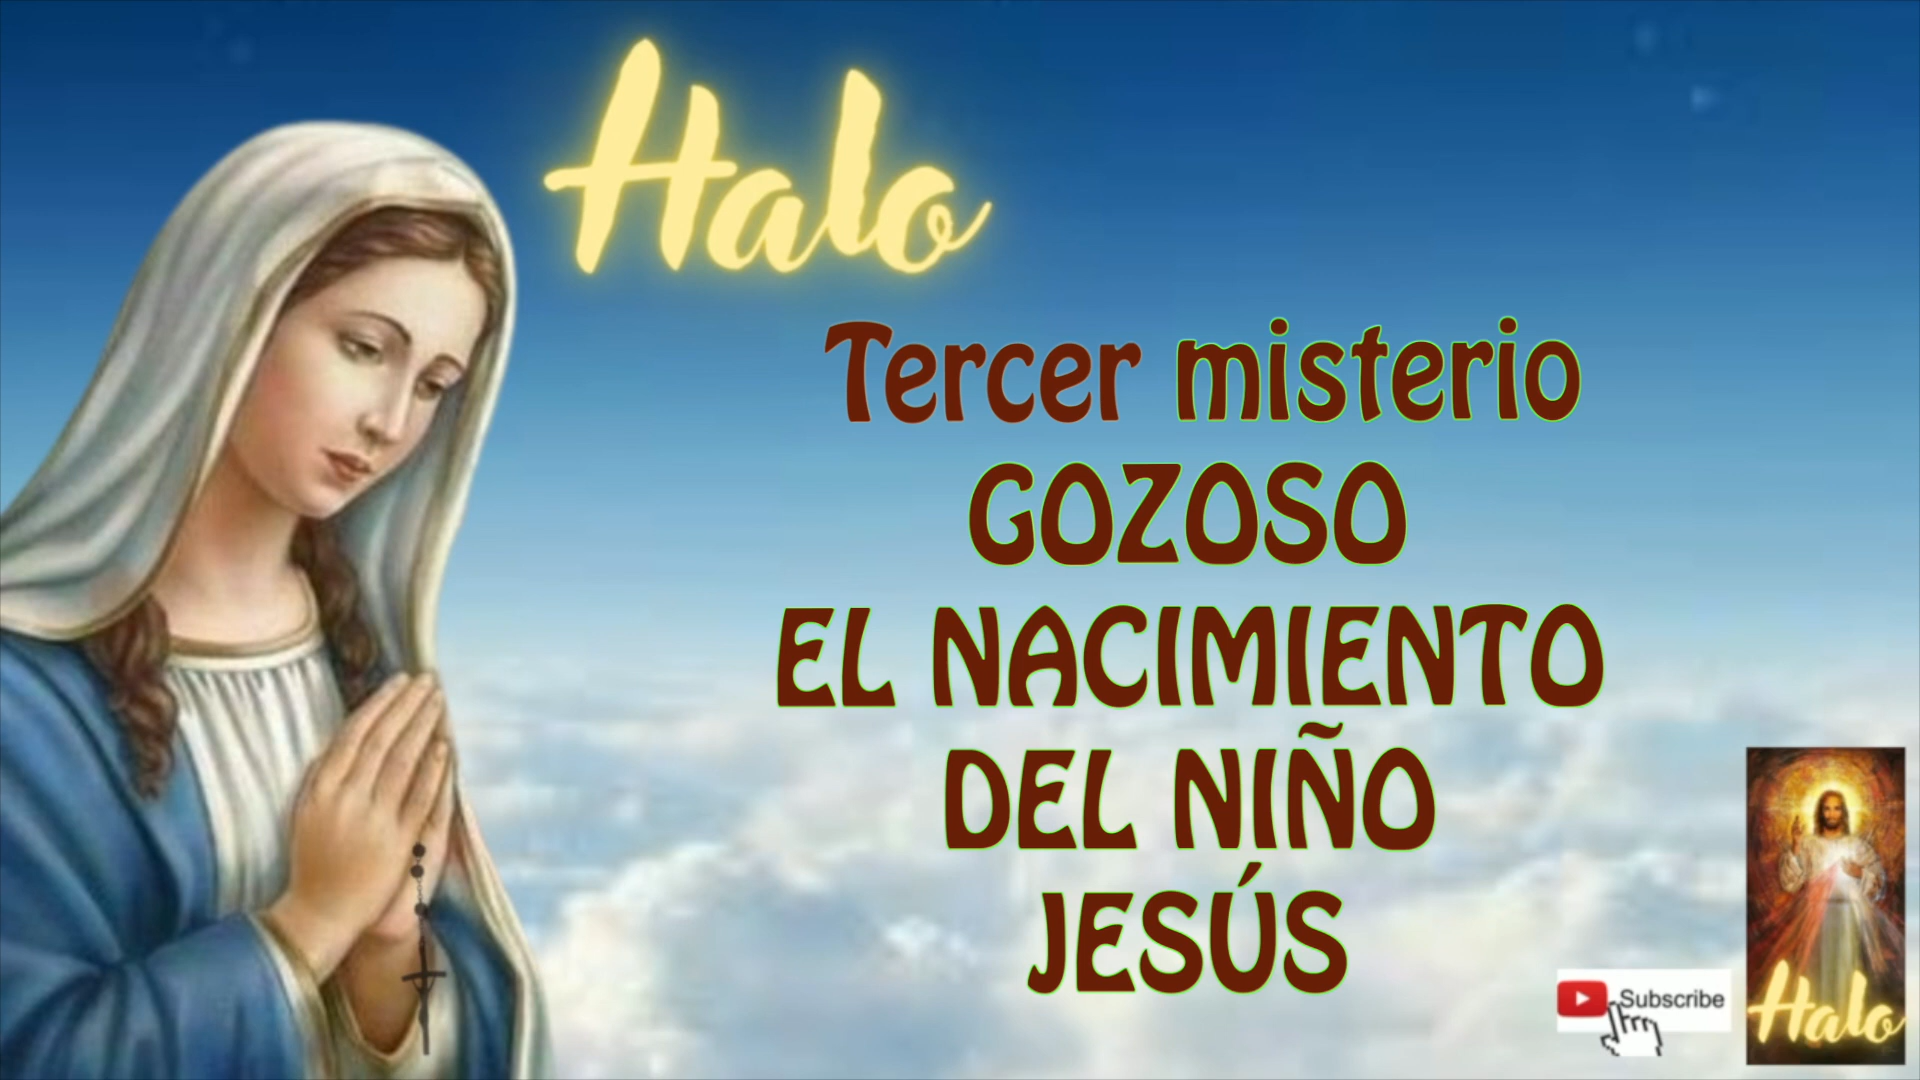 Halo
Tercer misterio
GOZOSO
EL NACIMIENTO
DEL NIÑO
JESÚS
Subscribe
Halo